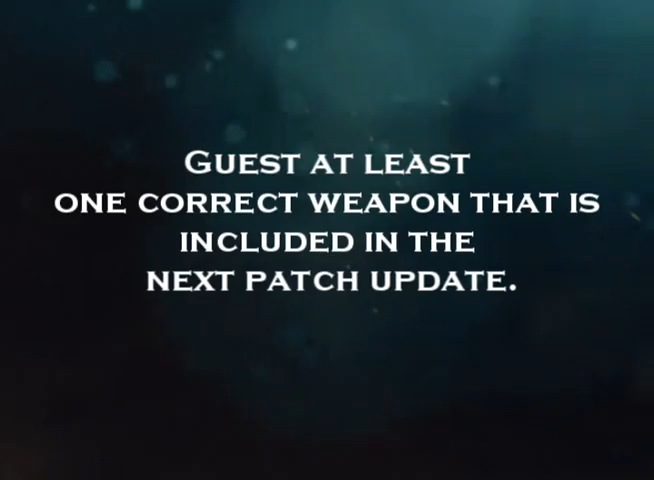 Guest at least
one correct weapon that is
included in the
next patch update.